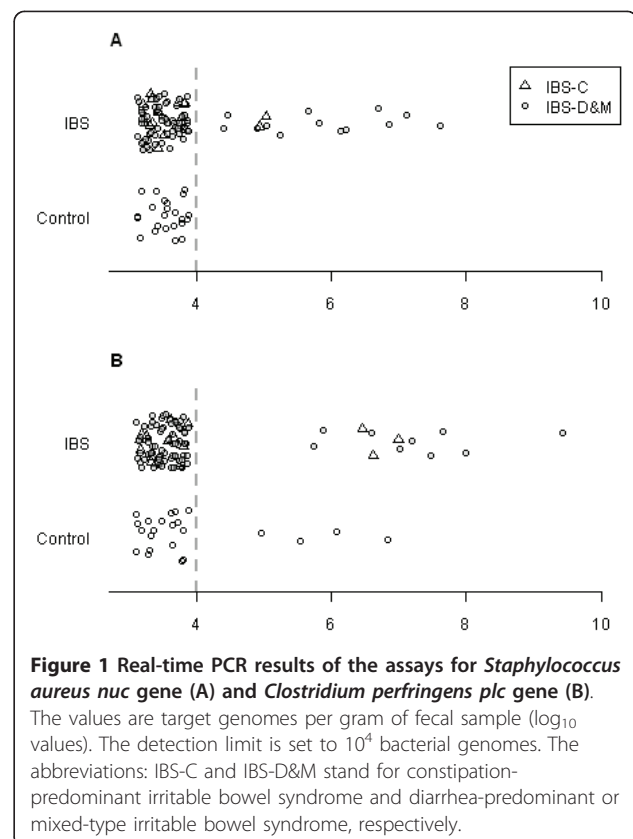 A
IBS-C
IBS-D&M
IBS
Control
4 6 8 10
B
IBS
Control
4 6 8 10
Figure 1 Real-time PCR results of the assays for Staphylococcus
aureus nuc gene (A) and Clostridium perfringens plc gene (B).
The values are target genomes per gram of fecal sample (log₁₀
values). The detection limit is set to 10⁴ bacterial genomes. The
abbreviations: IBS-C and IBS-D&M stand for constipation-
predominant irritable bowel syndrome and diarrhea-predominant or
mixed-type irritable bowel syndrome, respectively.